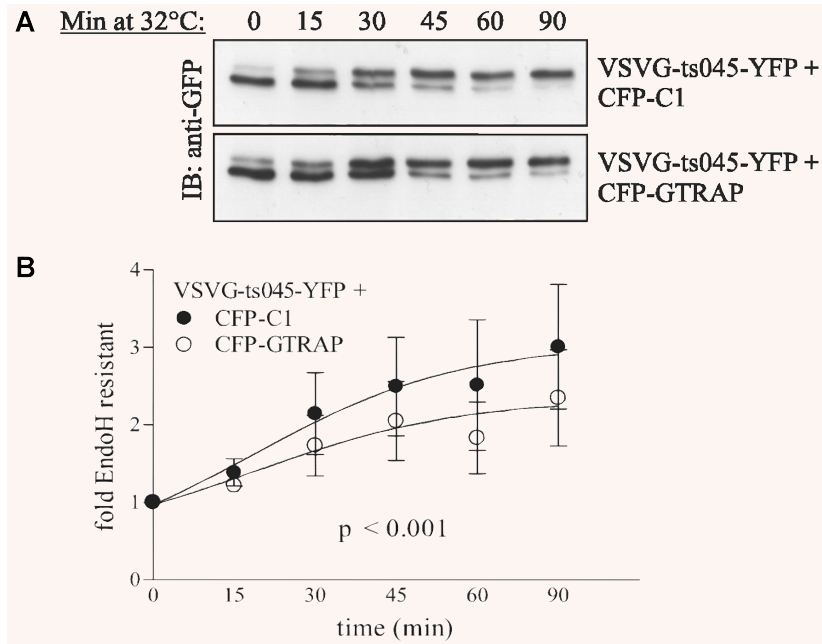 A
Min at 32°C: 0 15 30 45 60 90
IB: anti-GFP
VSVG-ts045-YFP +
CFP-C1
VSVG-ts045-YFP +
CFP-GTRAP
B
fold EndoH resistant
4
3
2
1
0
VSVG-ts045-YFP +
CFP-C1
CFP-GTRAP
p < 0.001
0 15 30 45 60 90
time (min)